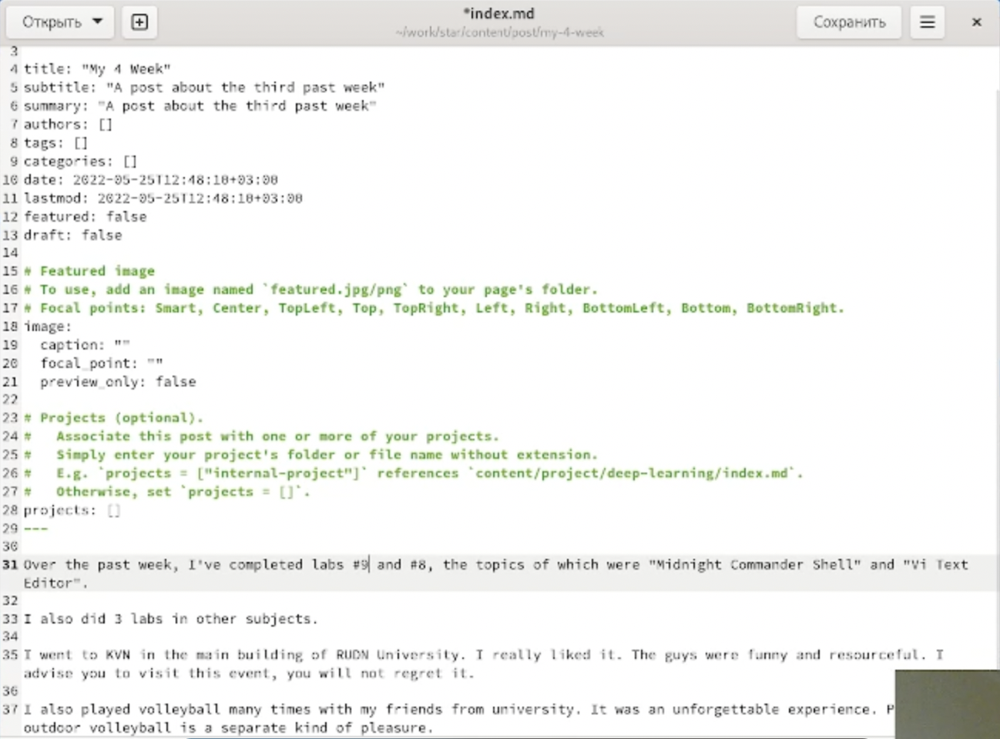 Открыть
*index.md
~/work/star/content/post/my-4-week
Сохранить
3
4 title: "My 4 Week"
5 subtitle: "A post about the third past week"
6 summary: "A post about the third past week"
7 authors: []
8 tags: []
9 categories: []
10 date: 2022-05-25T12:48:10+03:00
11 lastmod: 2022-05-25T12:48:10+03:00
12 featured: false
13 draft: false
14
15 # Featured image
16 # To use, add an image named `featured.jpg/png` to your page's folder.
17 # Focal points: Smart, Center, TopLeft, Top, TopRight, Left, Right, BottomLeft, Bottom, BottomRight.
18 image:
19   caption: ""
20   focal_point: ""
21   preview_only: false
22
23 # Projects (optional).
24 #   Associate this post with one or more of your projects.
25 #   Simply enter your project's folder or file name without extension.
26 #   E.g. `projects = ["internal-project"]` references `content/project/deep-learning/index.md`.
27 #   Otherwise, set `projects = []`.
28 projects: []
29 ---
30
31 Over the past week, I've completed labs #9 and #8, the topics of which were "Midnight Commander Shell" and "Vi Text
Editor".
32
33 I also did 3 labs in other subjects.
34
35 I went to KVN in the main building of RUDN University. I really liked it. The guys were funny and resourceful. I
advise you to visit this event, you will not regret it.
36
37 I also played volleyball many times with my friends from university. It was an unforgettable experience.
outdoor volleyball is a separate kind of pleasure.